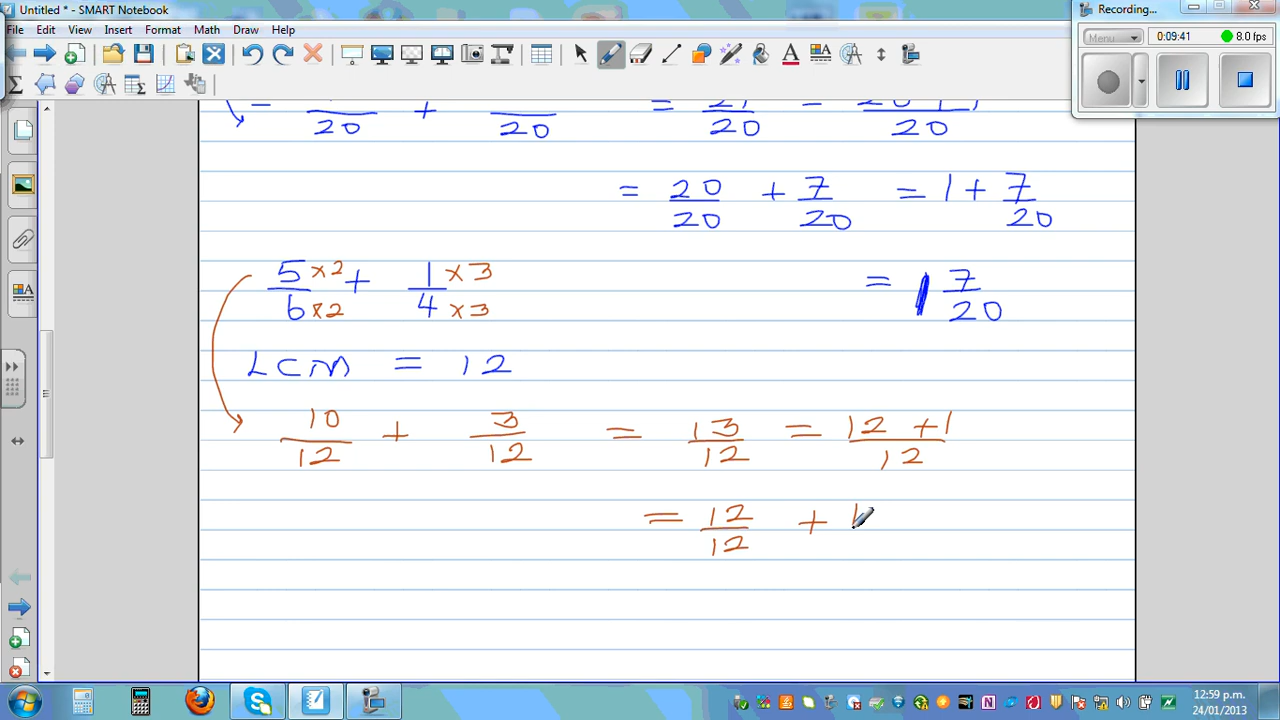 Untitled * - SMART Notebook
Recording...
File Edit View Insert Format Math Draw Help
Menu
0:09:41
8.0 fps
= 20 + 20 = 27/20 = 20 + 7/20
= 20/20 + 7/20 = 1 + 7/20
5×2/6×2 + 1×3/4×3
= 1 7/20
LCM = 12
10/12 + 3/12 = 13/12 = 12 + 1/12
= 12/12 + 1
12:59 p.m.
24/01/2013